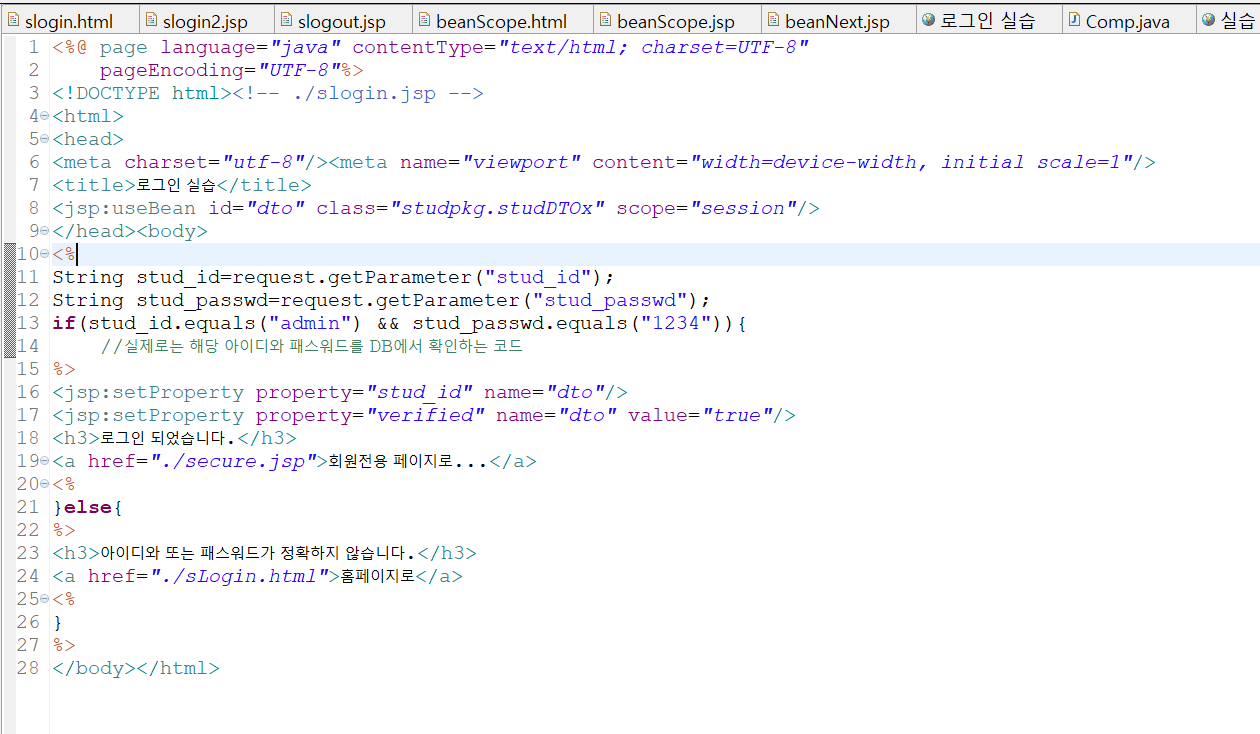 slogin.html slogin2.jsp slogout.jsp beanScope.html beanScope.jsp beanNext.jsp 로그인 실습 Comp.java 실습
1 <%@ page language="java" contentType="text/html; charset=UTF-8"
2     pageEncoding="UTF-8"%>
3 <!DOCTYPE html><!-- ./slogin.jsp -->
4 <html>
5 <head>
6 <meta charset="utf-8"/><meta name="viewport" content="width=device-width, initial scale=1"/>
7 <title>로그인 실습</title>
8 <jsp:useBean id="dto" class="studpkg.studDTOx" scope="session"/>
9 </head><body>
10 <%
11 String stud_id=request.getParameter("stud_id");
12 String stud_passwd=request.getParameter("stud_passwd");
13 if(stud_id.equals("admin") && stud_passwd.equals("1234")){
14     //실제로는 해당 아이디와 패스워드를 DB에서 확인하는 코드
15 %>
16 <jsp:setProperty property="stud_id" name="dto"/>
17 <jsp:setProperty property="verified" name="dto" value="true"/>
18 <h3>로그인 되었습니다.</h3>
19 <a href="./secure.jsp">회원전용 페이지로...</a>
20 <%
21 }else{
22 %>
23 <h3>아이디와 또는 패스워드가 정확하지 않습니다.</h3>
24 <a href="./sLogin.html">홈페이지로</a>
25 <%
26 }
27 %>
28 </body></html>